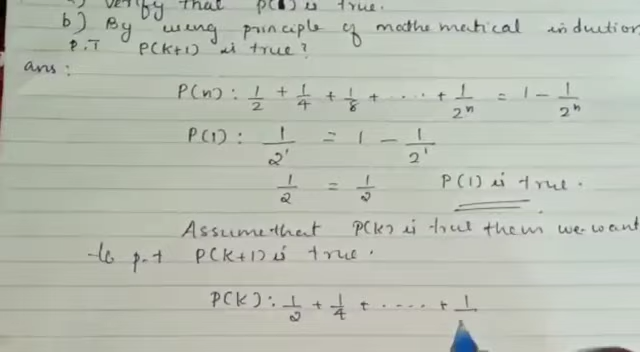 a) Verify that P(1) is true.
b) By using principle of mathematical induction
P.T P(k+1) is true?
ans:
P(n): 1/2 + 1/4 + 1/8 + ..... + 1/2ⁿ = 1 - 1/2ⁿ
P(1): 1/2¹ = 1 - 1/2¹
1/2 = 1/2 P(1) is true.
Assume that P(k) is true them we want
to p.t P(k+1) is true.
P(k): 1/2 + 1/4 + ..... + 1/